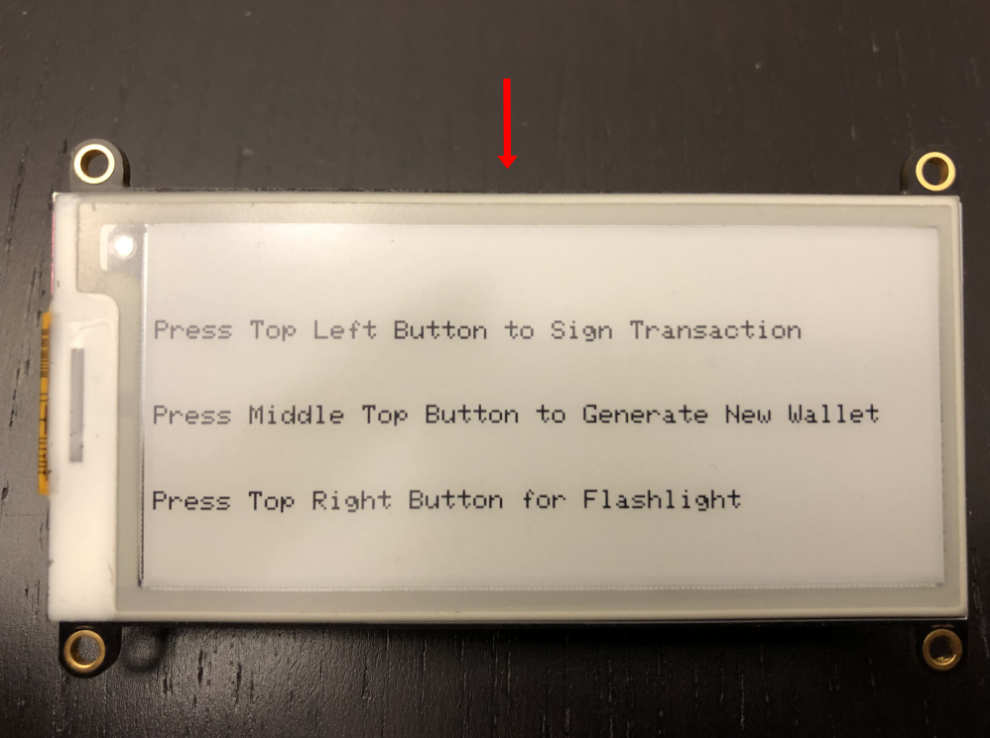 Press Top Left Button to Sign Transaction
Press Middle Top Button to Generate New Wallet
Press Top Right Button for Flashlight